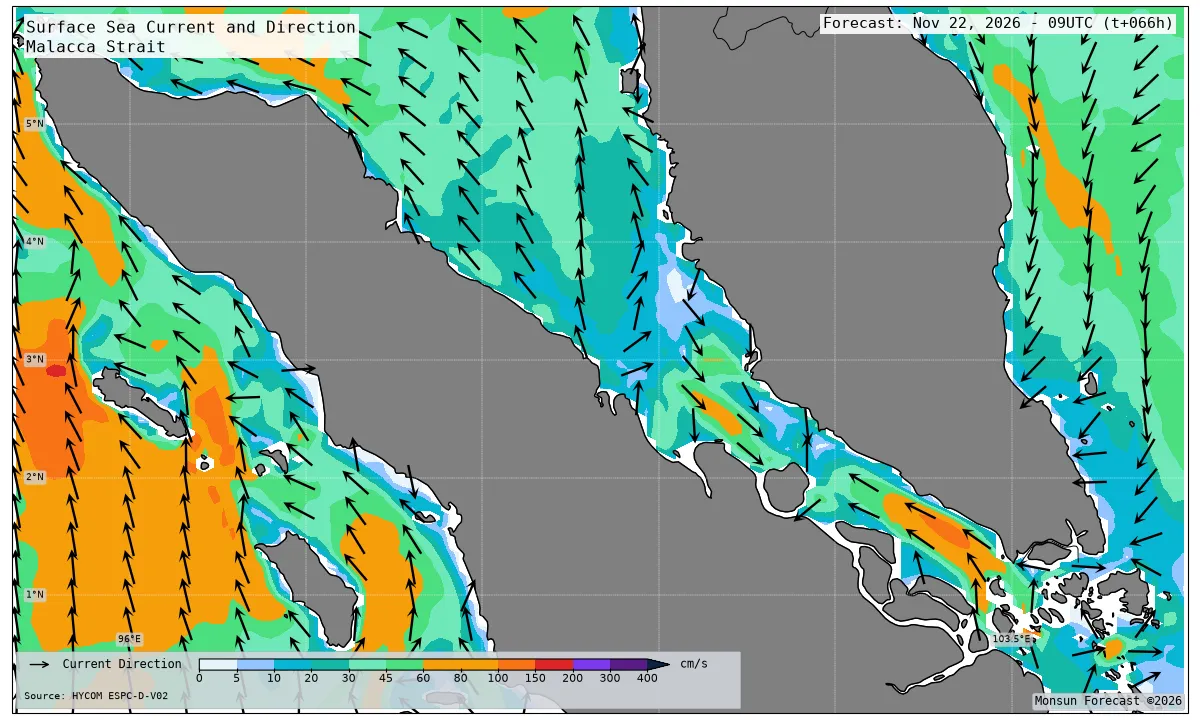 Surface Sea Current and Direction
Malacca Strait
Forecast: Nov 22, 2026 - 09UTC (t+066h)
5°N
4°N
3°N
2°N
1°N
96°E
103.5°E
Current Direction
0 5 10 20 30 45 60 80 100 150 200 300 400
cm/s
Source: HYCOM ESPC-D-V02
Monsun Forecast ©2026